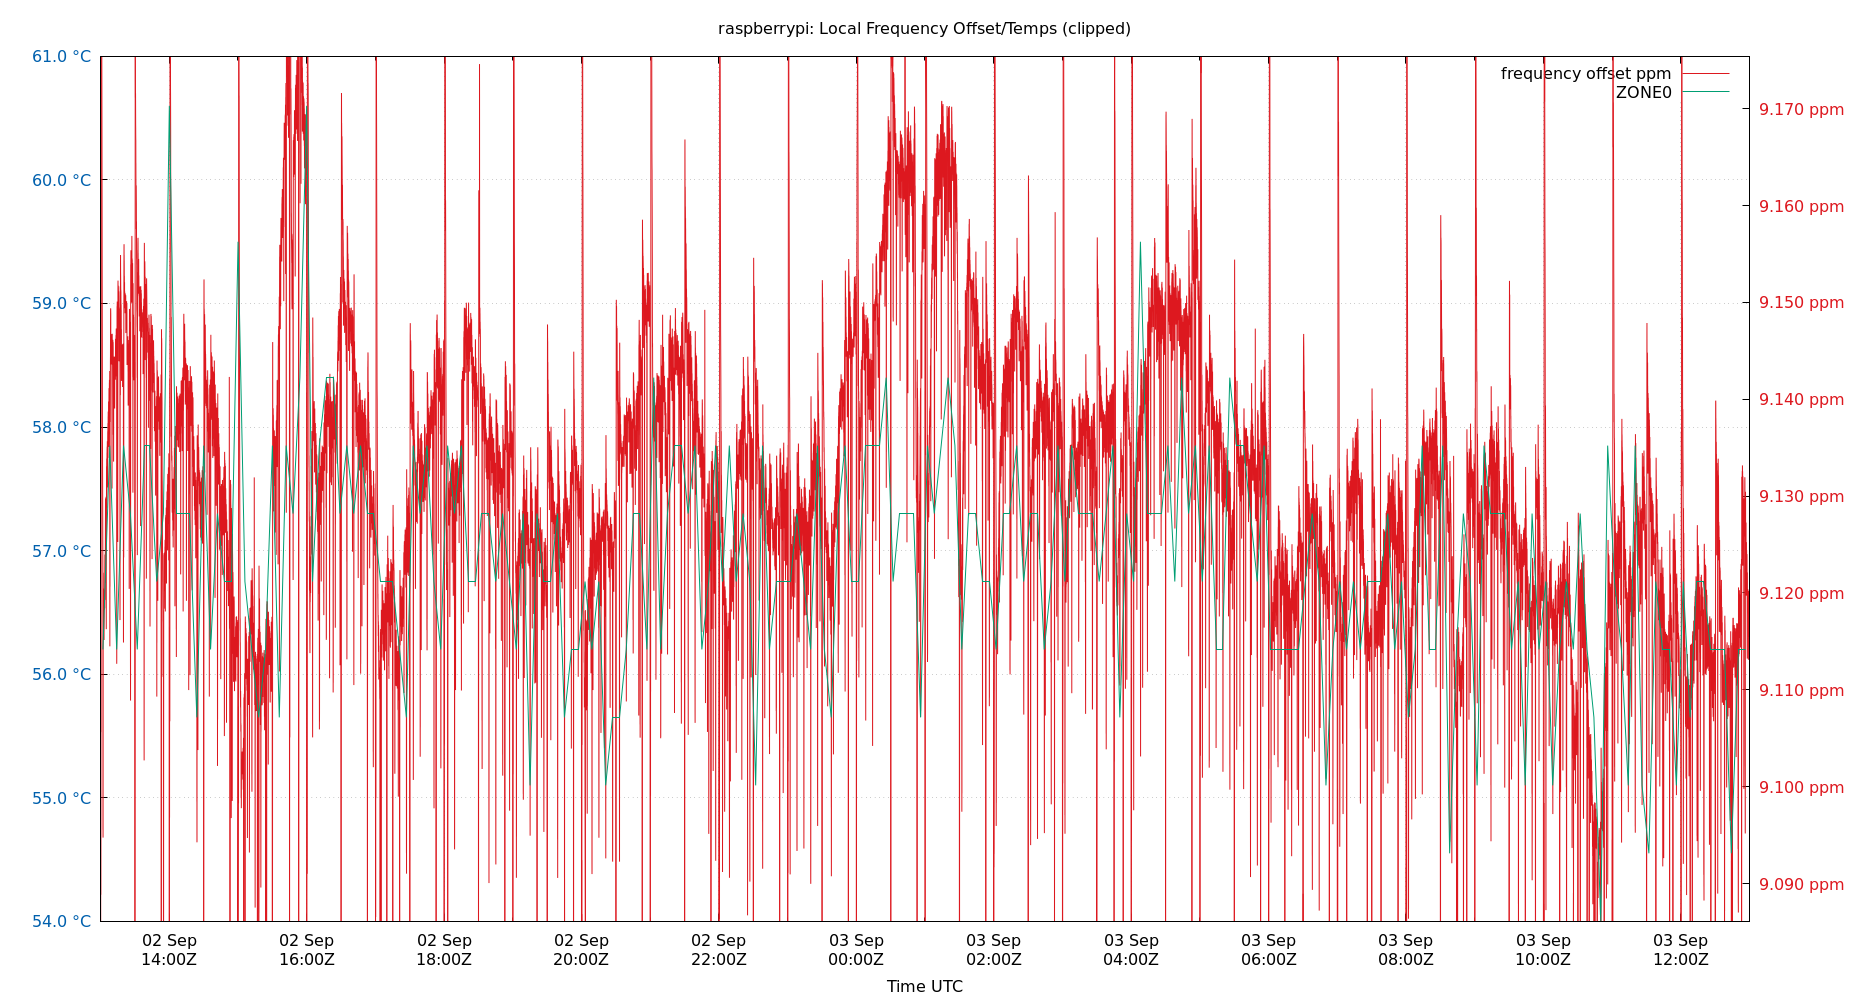 raspberrypi: Local Frequency Offset/Temps (clipped)
61.0 °C
60.0 °C
59.0 °C
58.0 °C
57.0 °C
56.0 °C
55.0 °C
54.0 °C
frequency offset ppm
ZONE0
9.170 ppm
9.160 ppm
9.150 ppm
9.140 ppm
9.130 ppm
9.120 ppm
9.110 ppm
9.100 ppm
9.090 ppm
02 Sep 02 Sep 02 Sep 02 Sep 02 Sep 03 Sep 03 Sep 03 Sep 03 Sep 03 Sep 03 Sep 03 Sep
14:00Z 16:00Z 18:00Z 20:00Z 22:00Z 00:00Z 02:00Z 04:00Z 06:00Z 08:00Z 10:00Z 12:00Z
Time UTC